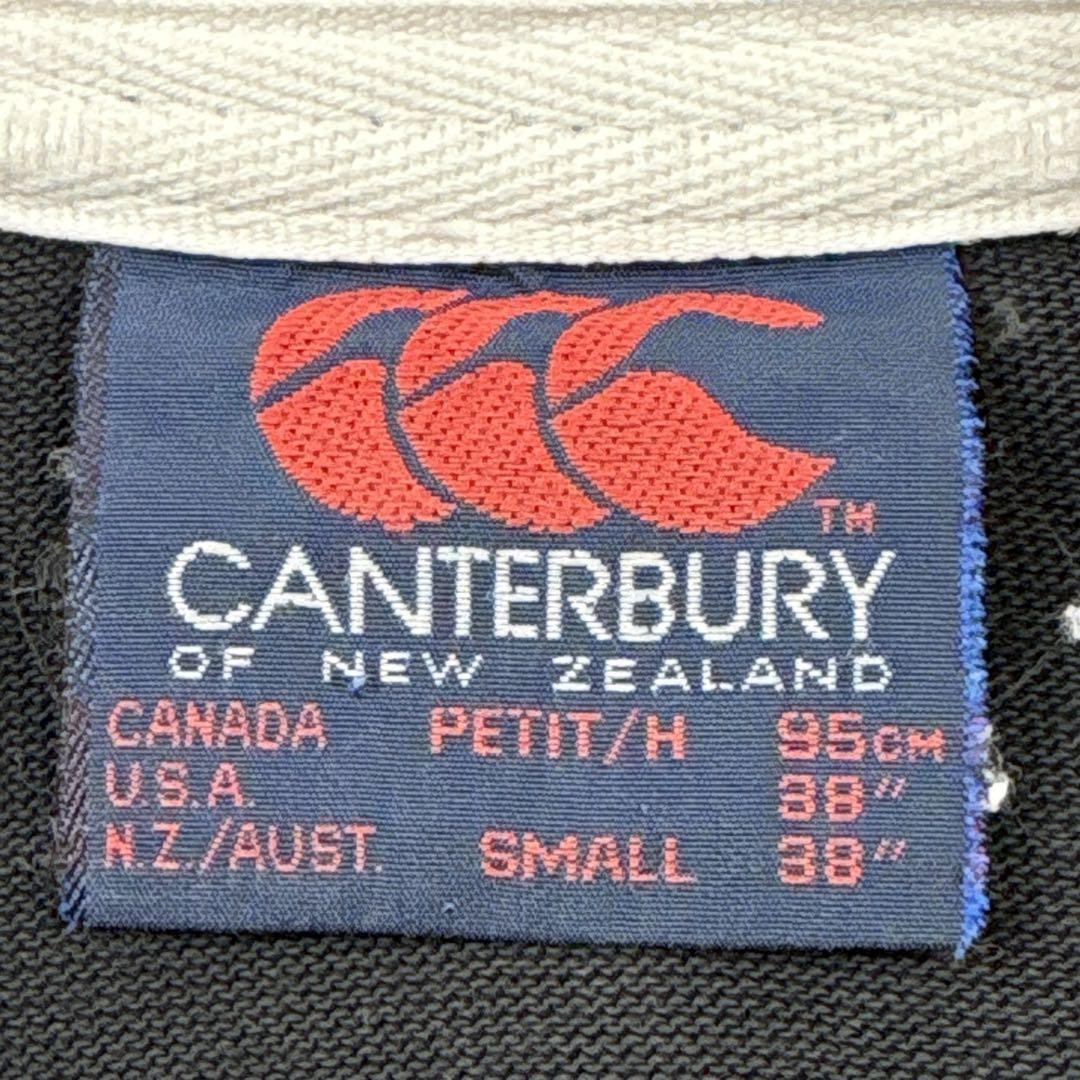 TM
CANTERBURY
OF NEW ZEALAND
CANADA PETIT/H 95CM
U.S.A. 38"
N.Z./AUST. SMALL 38"